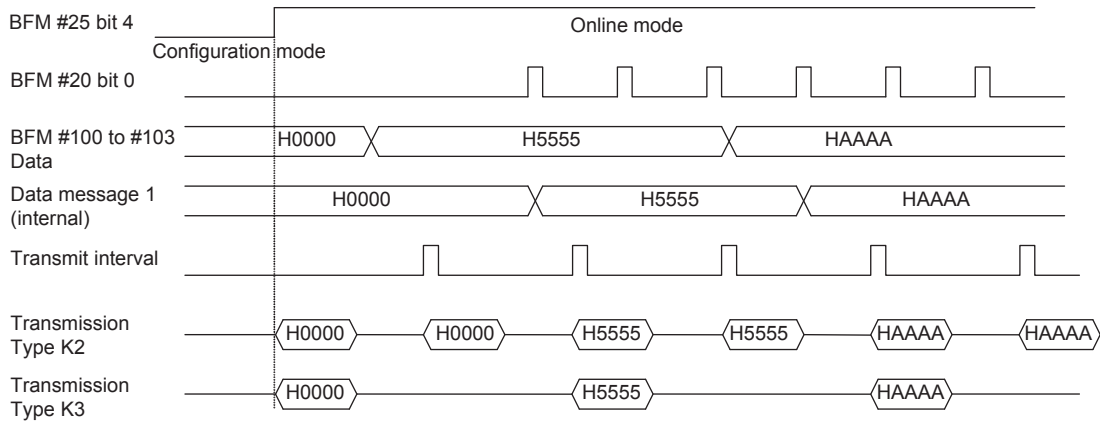 BFM #25 bit 4
Online mode
Configuration mode
BFM #20 bit 0
BFM #100 to #103
Data
H0000
H5555
HAAAA
Data message 1
(internal)
H0000
H5555
HAAAA
Transmit interval
Transmission
Type K2
H0000
H0000
H5555
H5555
HAAAA
HAAAA
Transmission
Type K3
H0000
H5555
HAAAA